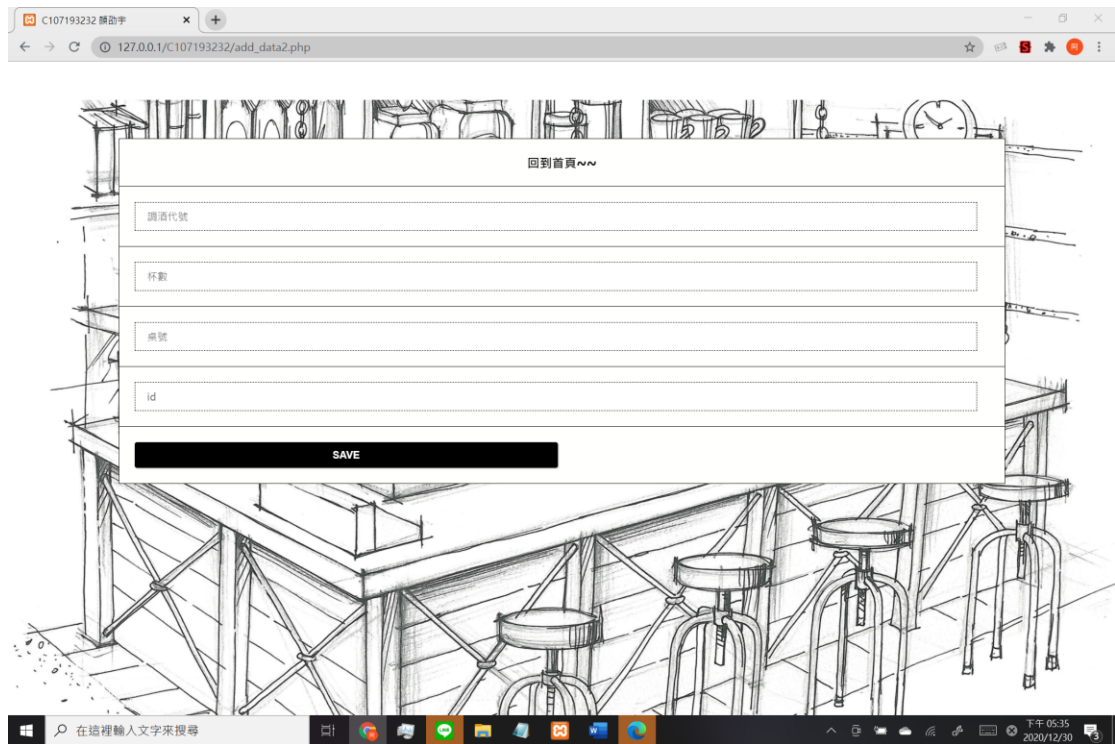 C107193232 顏劭宇
127.0.0.1/C107193232/add_data2.php
回到首頁~~
調酒代號
杯數
桌號
id
SAVE
在這裡輸入文字來搜尋
下午 05:35
2020/12/30
3